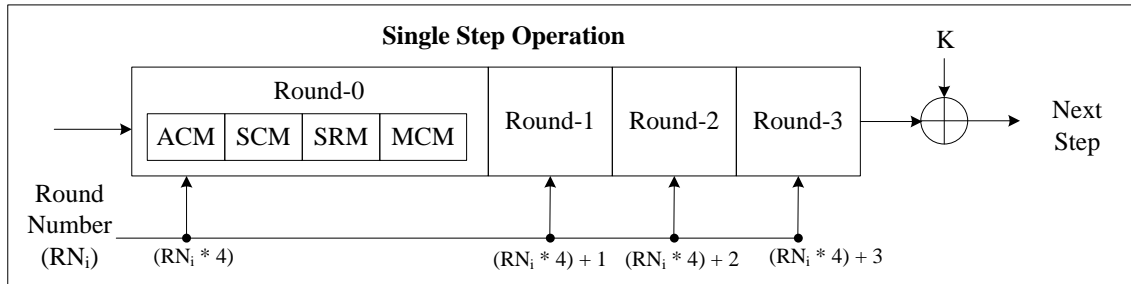 Single Step Operation
K
Round-0
ACM SCM SRM MCM
Round-1
Round-2
Round-3
Next
Step
Round
Number
(RNi)
(RNi * 4)
(RNi * 4) + 1
(RNi * 4) + 2
(RNi * 4) + 3